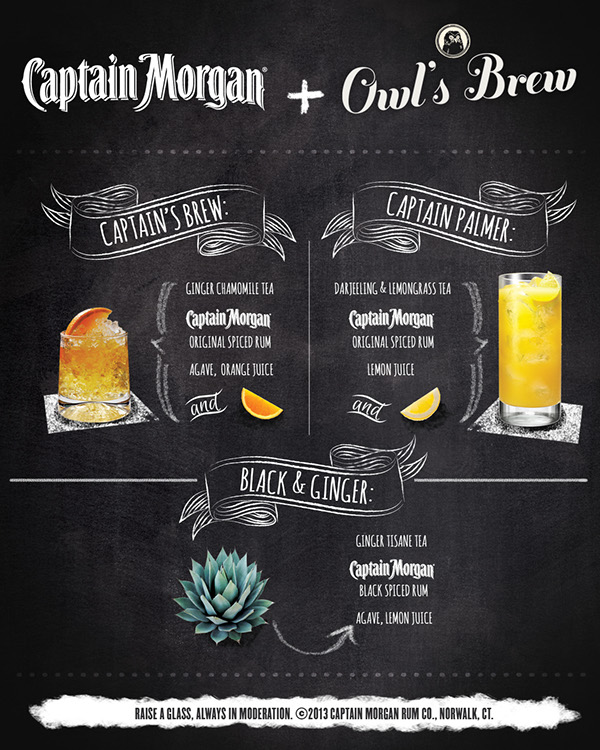 Captain Morgan + Owl's Brew
CAPTAIN'S BREW:
GINGER CHAMOMILE TEA
Captain Morgan
ORIGINAL SPICED RUM
AGAVE, ORANGE JUICE
and
CAPTAIN PALMER:
DARJEELING & LEMONGRASS TEA
Captain Morgan
ORIGINAL SPICED RUM
LEMON JUICE
and
BLACK & GINGER:
GINGER TISANE TEA
Captain Morgan
BLACK SPICED RUM
AGAVE, LEMON JUICE
RAISE A GLASS, ALWAYS IN MODERATION. ©2013 CAPTAIN MORGAN RUM CO., NORWALK, CT.